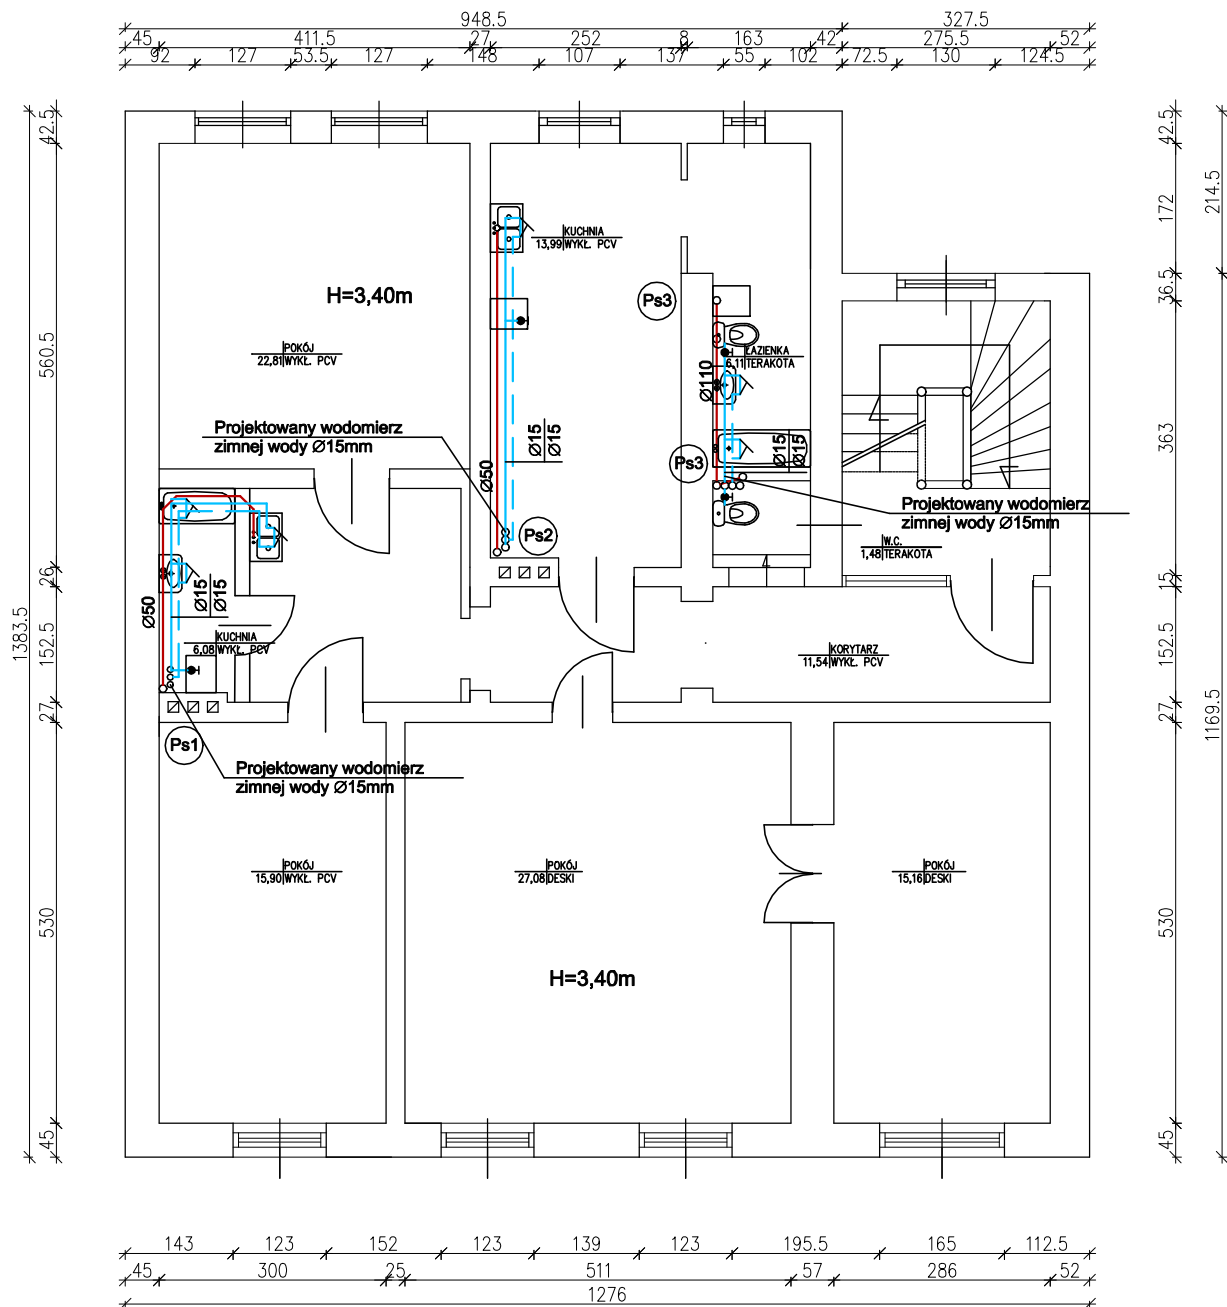 948.5 327.5
45 411.5 27 252 8 163 42 275.5 52
92 127 53.5 127 148 107 137 55 102 72.5 130 124.5
42.5
560.5
26
152.5
27
530
45
1383.5
42.5
172
36.5
363
15
152.5
27
530
45
214.5
1169.5
KUCHNIA
13,99 WYKŁ. PCV
H=3,40m
Ps3
POKÓJ
22,81 WYKŁ. PCV
ŁAZIENKA
6,11 TERAKOTA
Ø110
Projektowany wodomierz
zimnej wody Ø15mm
Ø15
Ø15
Ø50
Ps3
Ø15
Ø15
Projektowany wodomierz
zimnej wody Ø15mm
Ps2
W.C.
1,48 TERAKOTA
Ø50
Ø15
Ø15
KUCHNIA
6,08 WYKŁ. PCV
KORYTARZ
11,54 WYKŁ. PCV
Ps1
Projektowany wodomierz
zimnej wody Ø15mm
POKÓJ
15,90 WYKŁ. PCV
POKÓJ
27,08 DESKI
POKÓJ
15,16 DESKI
H=3,40m
143 123 152 123 139 123 195.5 165 112.5
45 300 25 511 57 286 52
1276